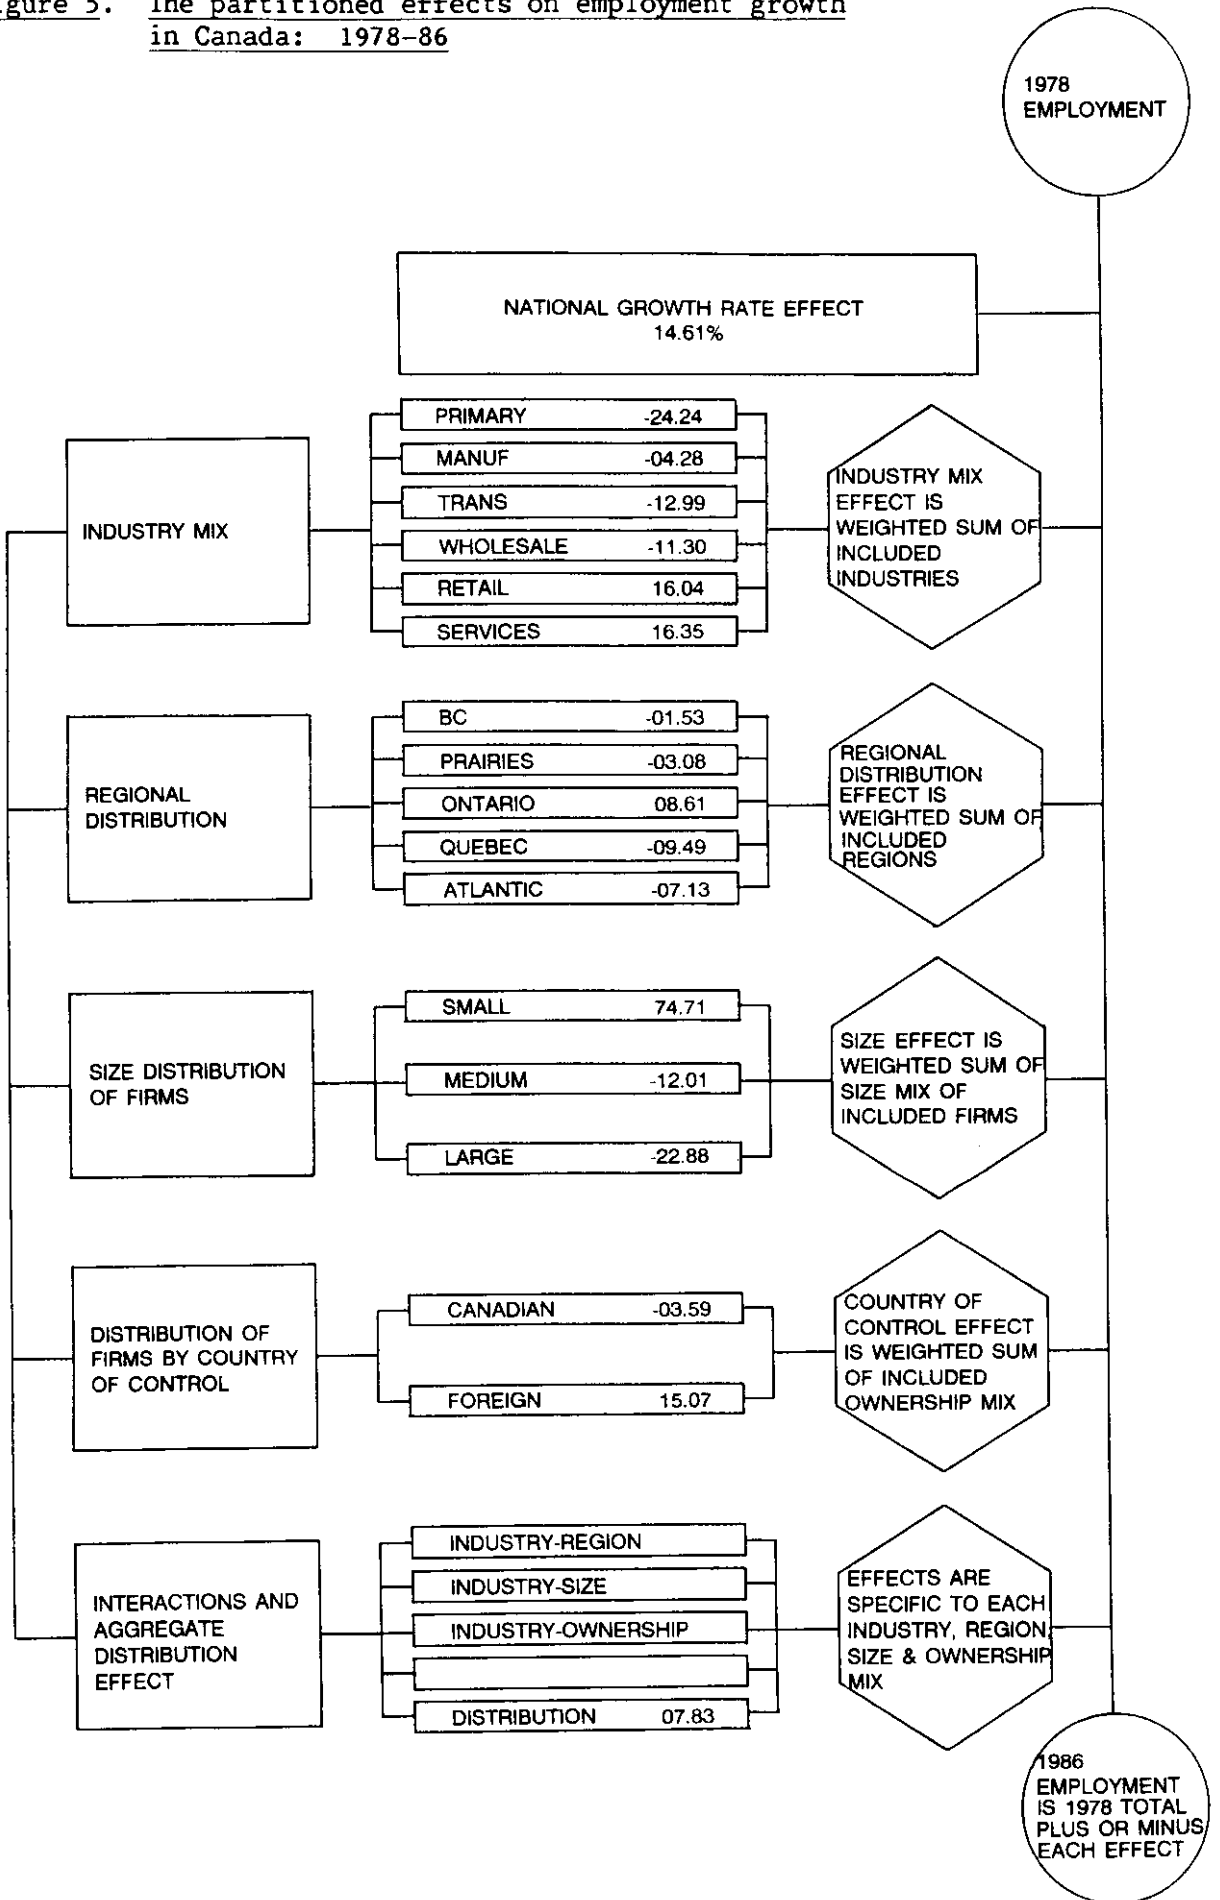 gure 5. The partitioned effects on employment growth
in Canada: 1978-86
1978
EMPLOYMENT
NATIONAL GROWTH RATE EFFECT
14.61%
INDUSTRY MIX
PRIMARY -24.24
MANUF -04.28
TRANS -12.99
WHOLESALE -11.30
RETAIL 16.04
SERVICES 16.35
INDUSTRY MIX
EFFECT IS
WEIGHTED SUM OF
INCLUDED
INDUSTRIES
REGIONAL
DISTRIBUTION
BC -01.53
PRAIRIES -03.08
ONTARIO 08.61
QUEBEC -09.49
ATLANTIC -07.13
REGIONAL
DISTRIBUTION
EFFECT IS
WEIGHTED SUM OF
INCLUDED
REGIONS
SIZE DISTRIBUTION
OF FIRMS
SMALL 74.71
MEDIUM -12.01
LARGE -22.88
SIZE EFFECT IS
WEIGHTED SUM OF
SIZE MIX OF
INCLUDED FIRMS
DISTRIBUTION OF
FIRMS BY COUNTRY
OF CONTROL
CANADIAN -03.59
FOREIGN 15.07
COUNTRY OF
CONTROL EFFECT
IS WEIGHTED SUM
OF INCLUDED
OWNERSHIP MIX
INTERACTIONS AND
AGGREGATE
DISTRIBUTION
EFFECT
INDUSTRY-REGION
INDUSTRY-SIZE
INDUSTRY-OWNERSHIP
DISTRIBUTION 07.83
EFFECTS ARE
SPECIFIC TO EACH
INDUSTRY, REGION,
SIZE & OWNERSHIP
MIX
1986
EMPLOYMENT
IS 1978 TOTAL
PLUS OR MINUS
EACH EFFECT